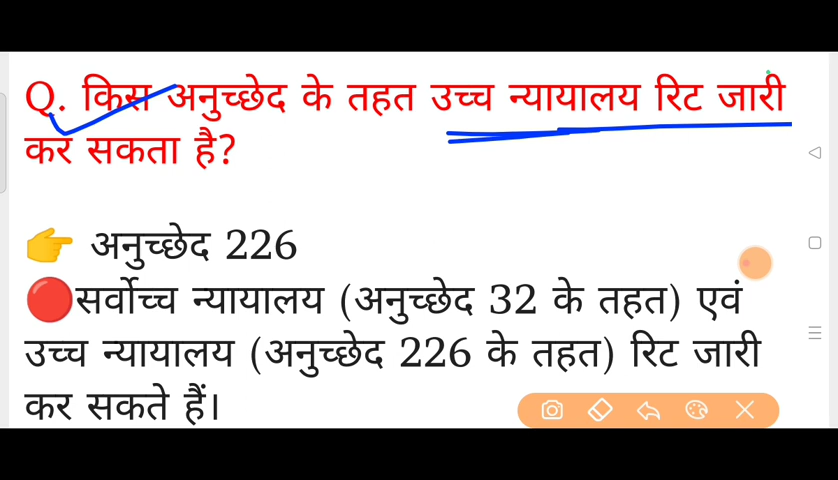 Q. किस अनुच्छेद के तहत उच्च न्यायालय रिट जारी
कर सकता है?
👉 अनुच्छेद 226
🔴सर्वोच्च न्यायालय (अनुच्छेद 32 के तहत) एवं
उच्च न्यायालय (अनुच्छेद 226 के तहत) रिट जारी
कर सकते हैं।